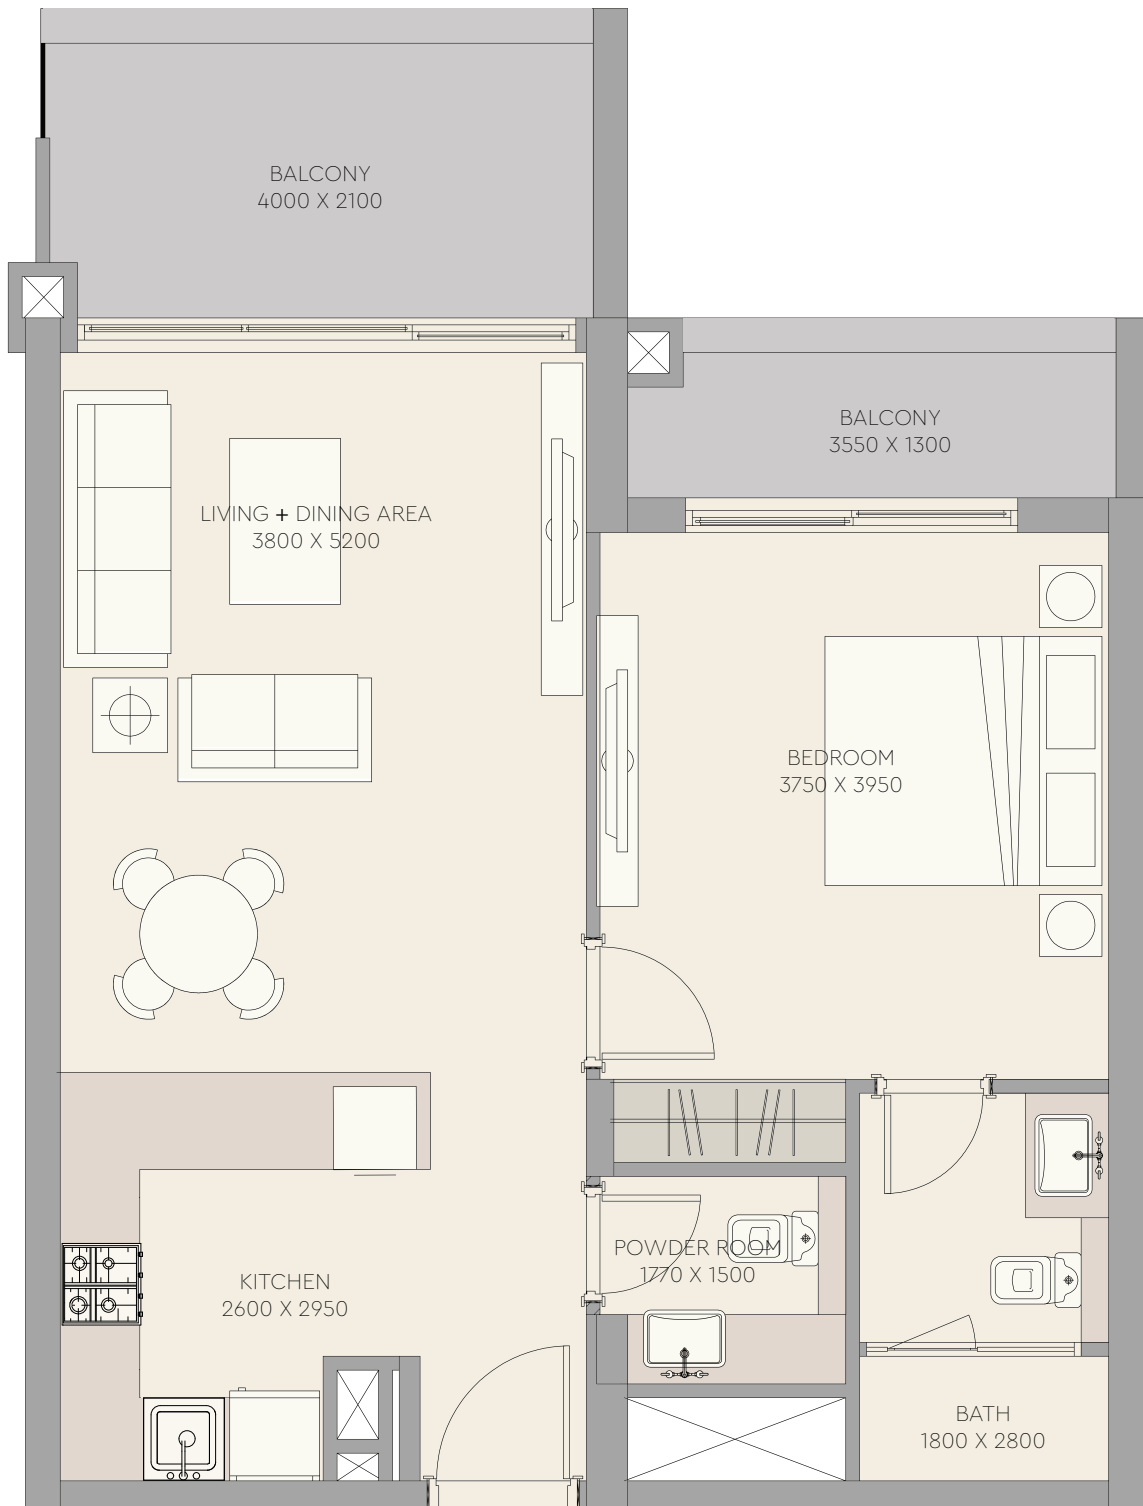 BALCONY
4000 X 2100
BALCONY
3550 X 1300
LIVING + DINING AREA
3800 X 5200
BEDROOM
3750 X 3950
POWDER ROOM
1770 X 1500
KITCHEN
2600 X 2950
BATH
1800 X 2800